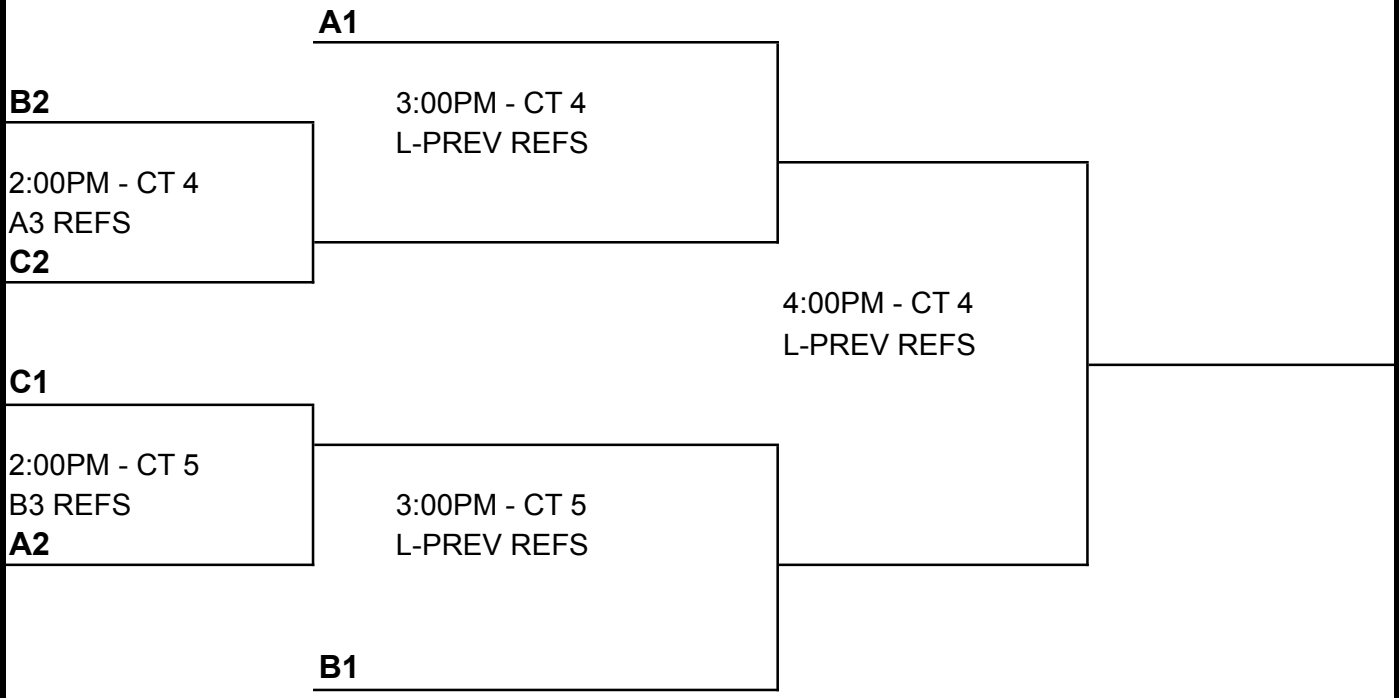 A1
B2
3:00PM - CT 4
L-PREV REFS
2:00PM - CT 4
A3 REFS
C2
4:00PM - CT 4
L-PREV REFS
C1
2:00PM - CT 5
B3 REFS
A2
3:00PM - CT 5
L-PREV REFS
B1